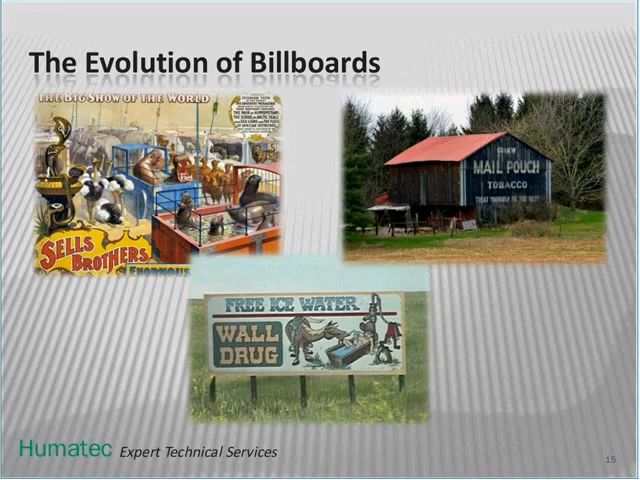 The Evolution of Billboards
THE BIG SHOW OF THE WORLD
SELLS
BROTHERS
ENORMOUS
CHEW
MAIL POUCH
TOBACCO
TREAT YOURSELF TO THE BEST
FREE ICE WATER
WALL
DRUG
Humatec Expert Technical Services
15